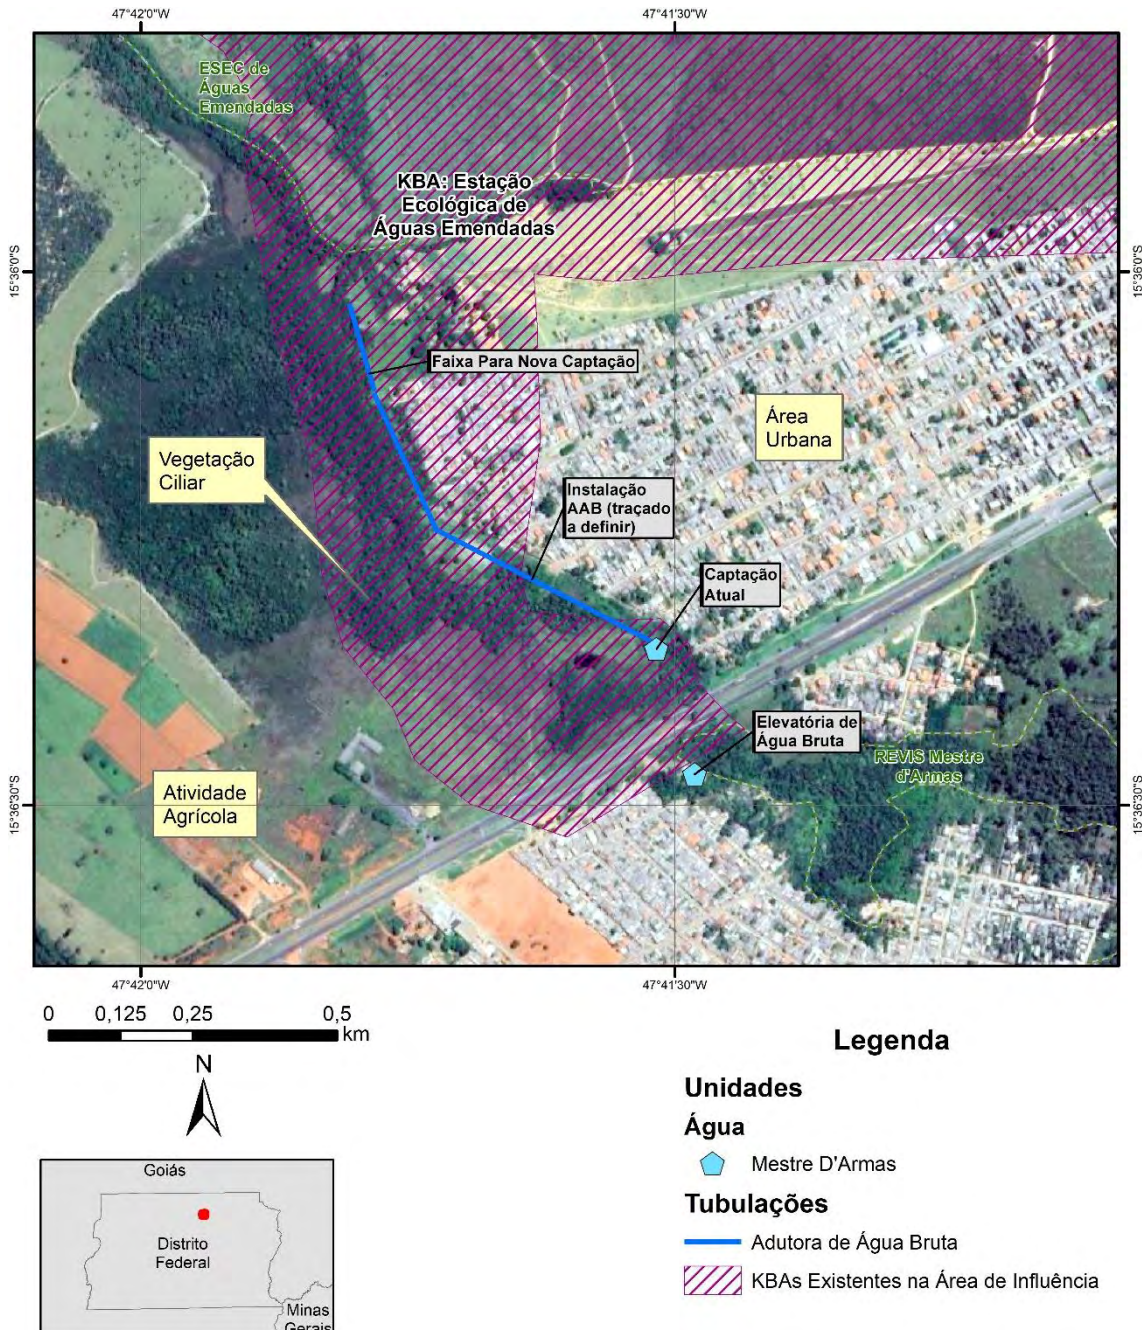 47°42'0"W
47°41'30"W
ESEC de
Águas
Emendadas
KBA: Estação
Ecológica de
Águas Emendadas
15°36'0"S
15°36'0"S
Faixa Para Nova Captação
Área
Urbana
Vegetação
Ciliar
Instalação
AAB (traçado
a definir)
Captação
Atual
Elevatória de
Água Bruta
REVIS Mestre
d'Armas
Atividade
Agrícola
15°36'30"S
15°36'30"S
47°42'0"W
47°41'30"W
0 0,125 0,25 0,5
km
N
Goiás
Distrito
Federal
Minas
Gerais
Legenda
Unidades
Água
Mestre D'Armas
Tubulações
Adutora de Água Bruta
KBAs Existentes na Área de Influência